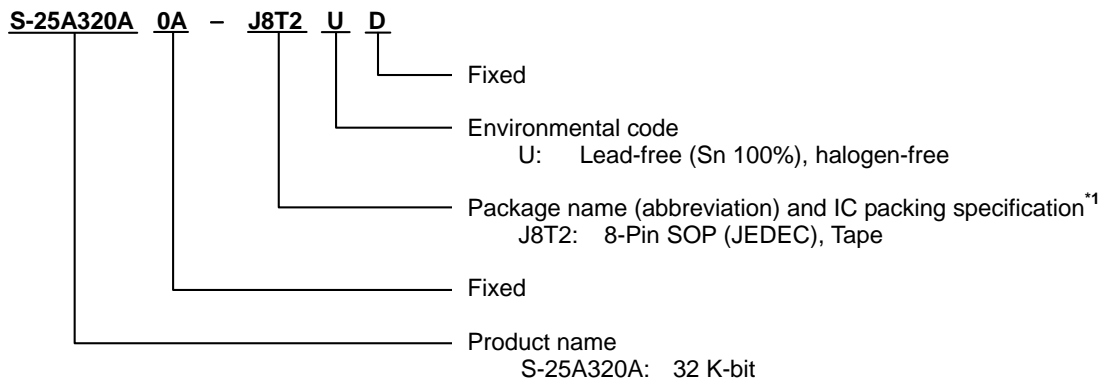 S-25A320A 0A – J8T2 U D
Fixed
Environmental code
U: Lead-free (Sn 100%), halogen-free
Package name (abbreviation) and IC packing specification*1
J8T2: 8-Pin SOP (JEDEC), Tape
Fixed
Product name
S-25A320A: 32 K-bit